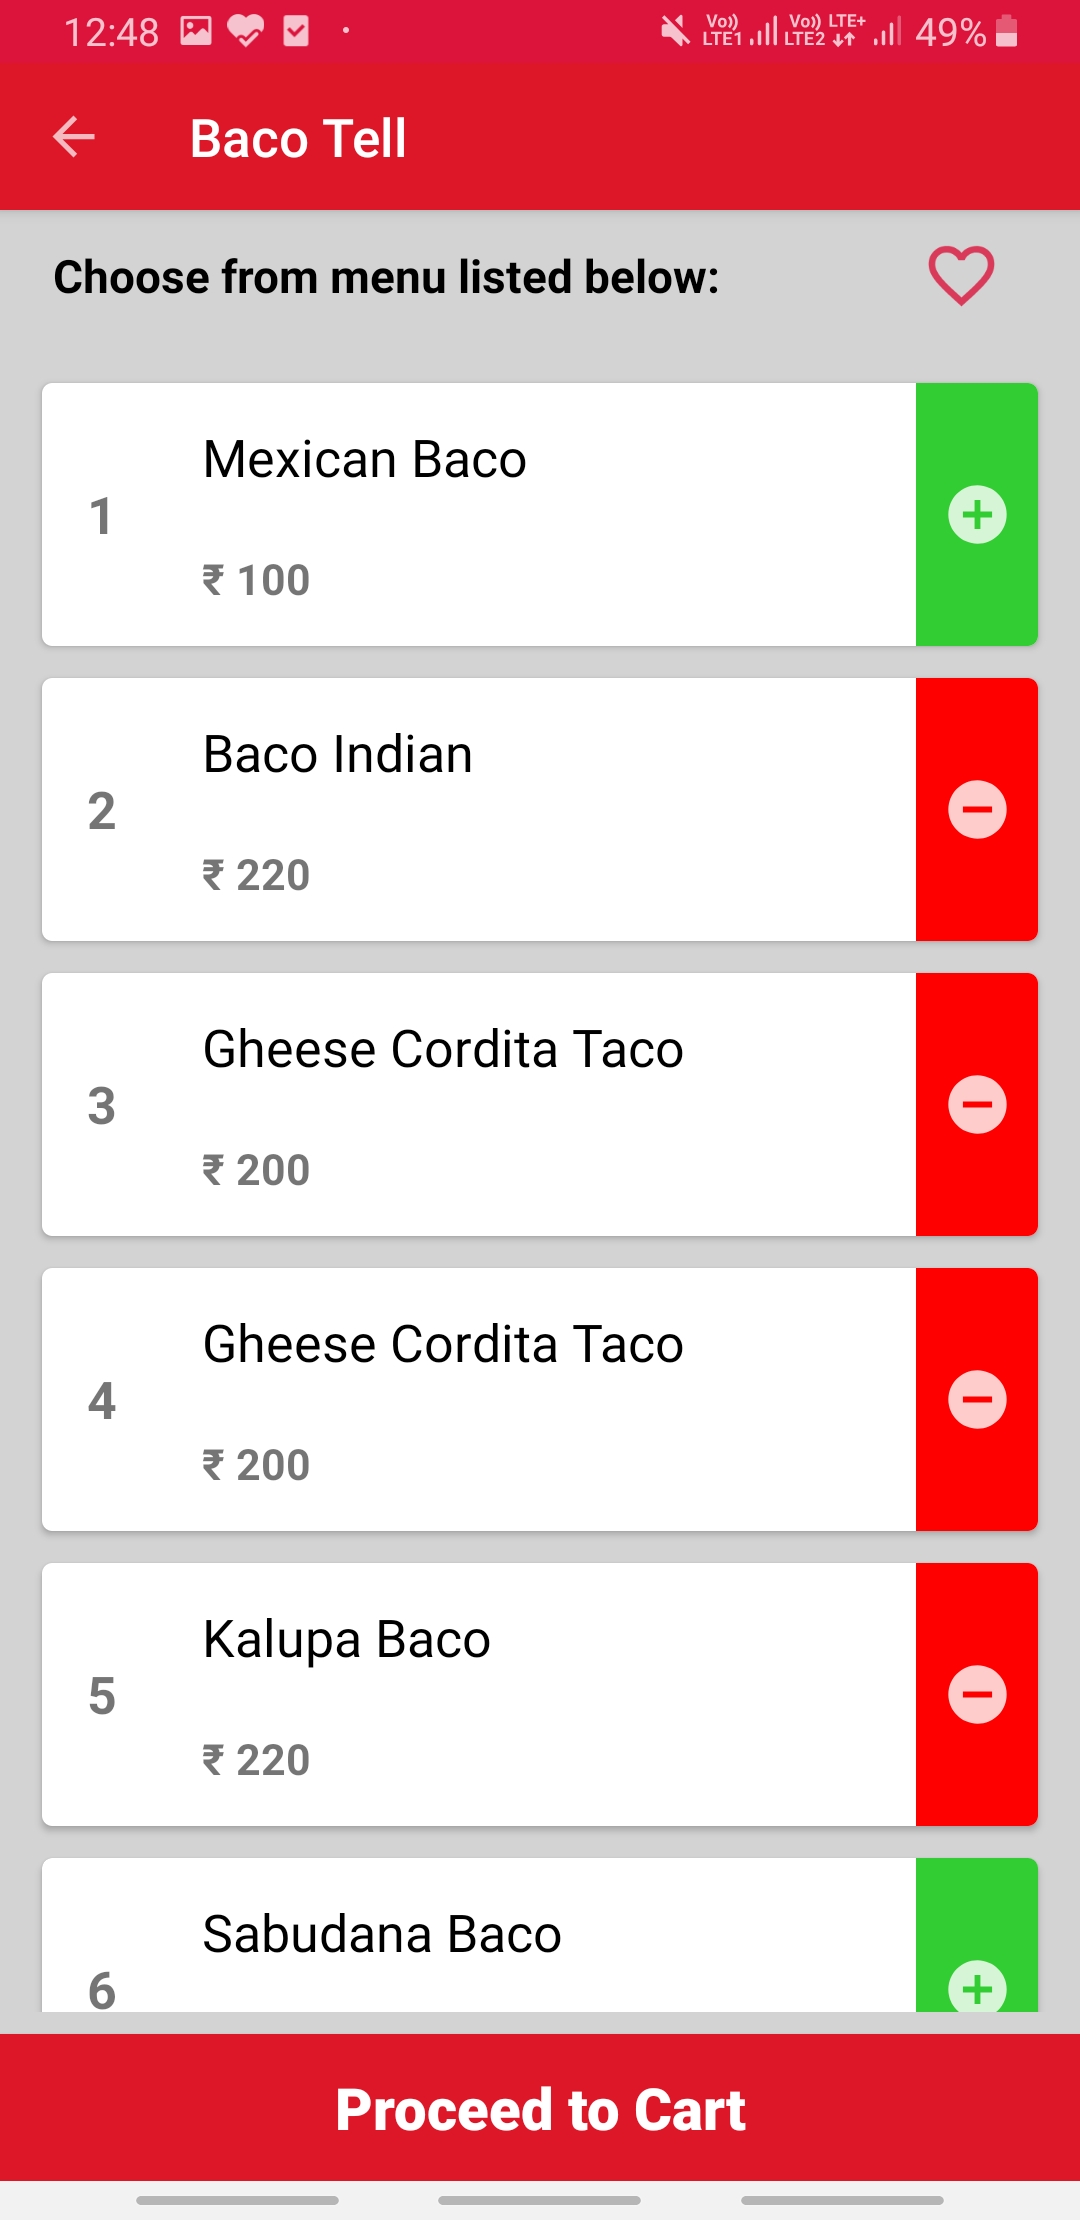 12:48
Vo)) LTE1 Vo)) LTE2 LTE+ 49%
Baco Tell
Choose from menu listed below:
1
Mexican Baco
₹ 100
2
Baco Indian
₹ 220
3
Gheese Cordita Taco
₹ 200
4
Gheese Cordita Taco
₹ 200
5
Kalupa Baco
₹ 220
6
Sabudana Baco
Proceed to Cart